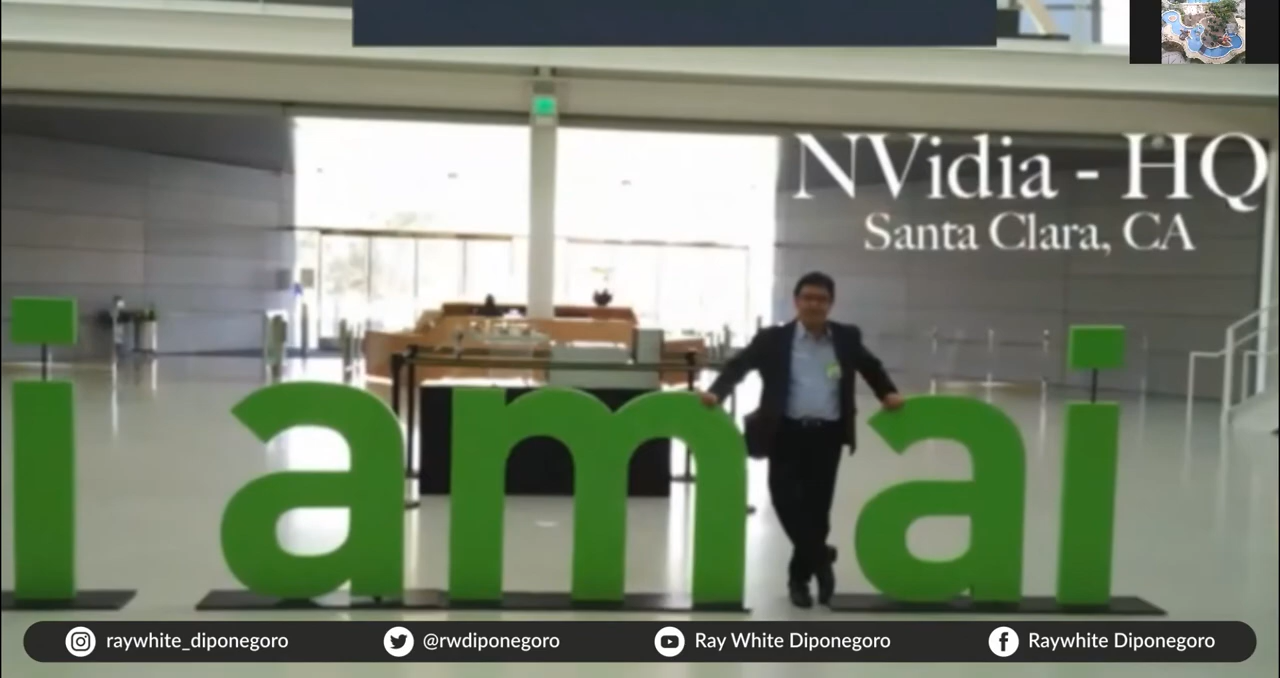 NVidia - HQ
Santa Clara, CA
i am ai
raywhite_diponegoro
@rwdiponegoro
Ray White Diponegoro
Raywhite Diponegoro